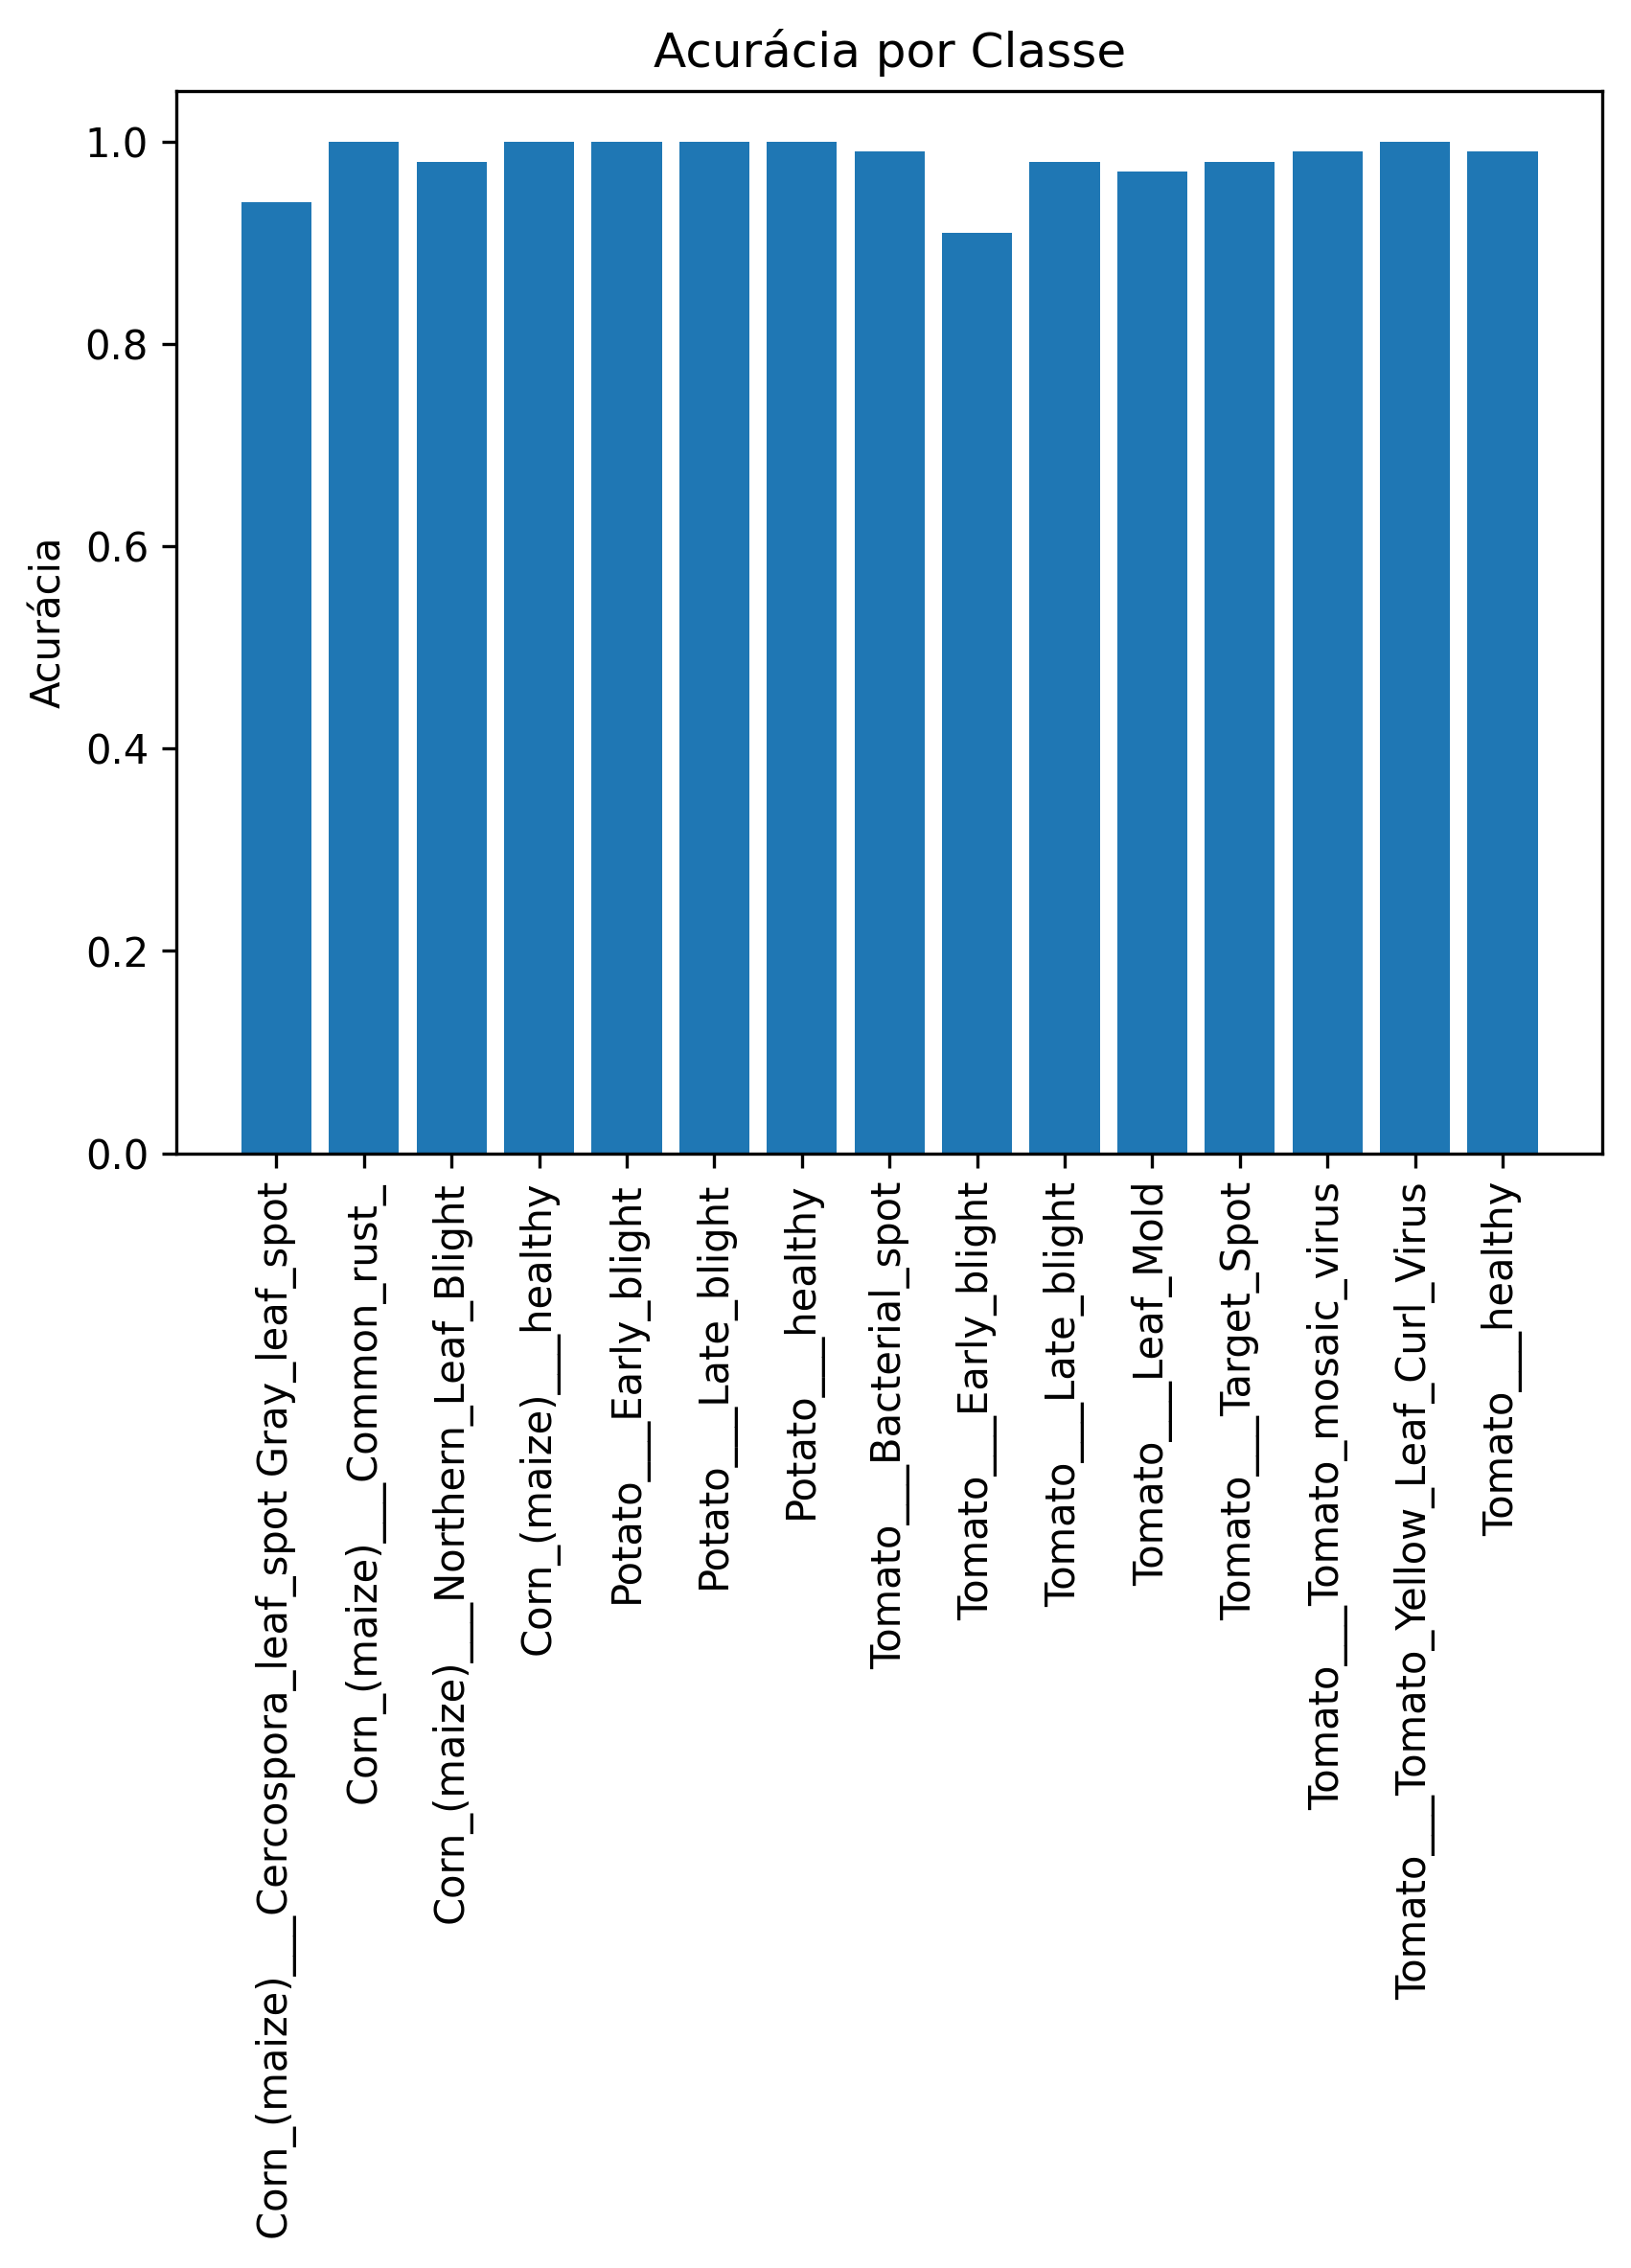 Acurácia por Classe
Acurácia
1.0
0.8
0.6
0.4
0.2
0.0
Corn_(maize)___Cercospora_leaf_spot Gray_leaf_spot
Corn_(maize)___Common_rust_
Corn_(maize)___Northern_Leaf_Blight
Corn_(maize)___healthy
Potato___Early_blight
Potato___Late_blight
Potato___healthy
Tomato___Bacterial_spot
Tomato___Early_blight
Tomato___Late_blight
Tomato___Leaf_Mold
Tomato___Target_Spot
Tomato___Tomato_mosaic_virus
Tomato___Tomato_Yellow_Leaf_Curl_Virus
Tomato___healthy